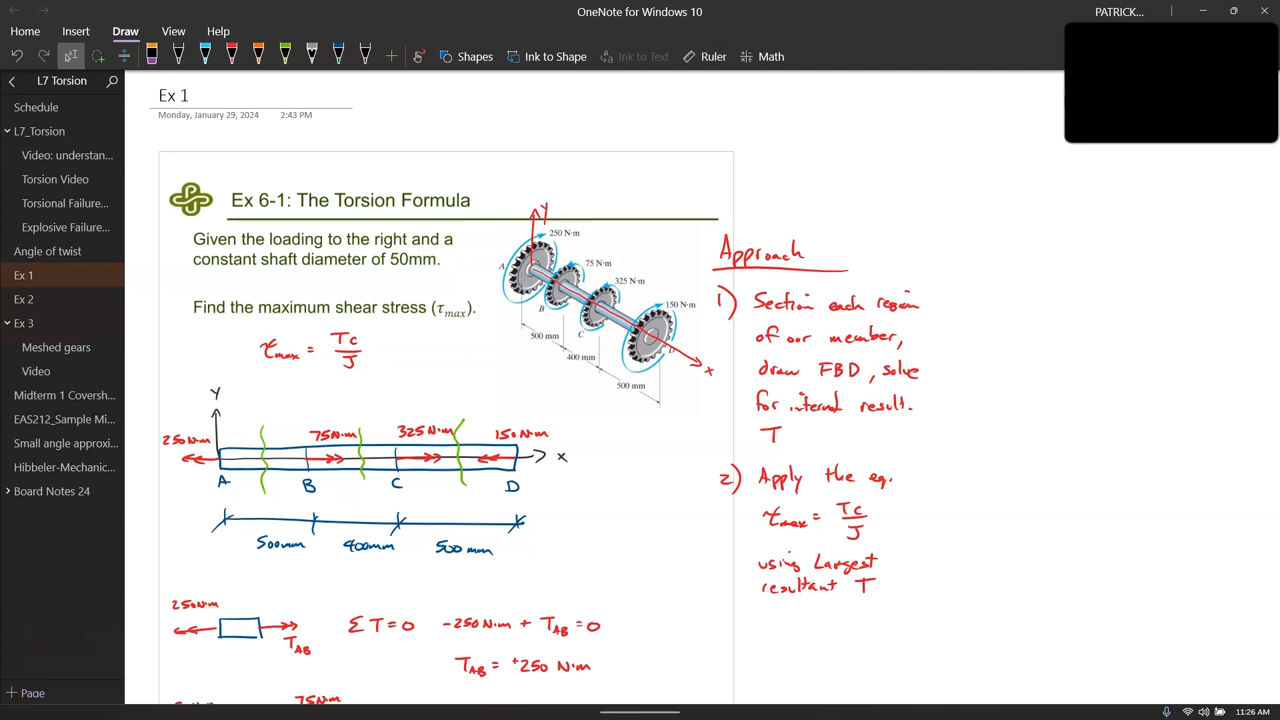 OneNote for Windows 10
PATRICK...
Home
Insert
Draw
View
Help
Shapes
Ink to Shape
Ink to Text
Ruler
Math
L7 Torsion
Schedule
L7_Torsion
Video: understan...
Torsion Video
Torsional Failure...
Explosive Failure...
Angle of twist
Ex 1
Ex 2
Ex 3
Meshed gears
Video
Midterm 1 Coversh...
EAS212_Sample Mi...
Small angle approxi...
Hibbeler-Mechanic...
Board Notes 24
Page
Ex 1
Monday, January 29, 2024
2:43 PM
Ex 6-1: The Torsion Formula
Given the loading to the right and a
constant shaft diameter of 50mm.
Find the maximum shear stress (τmax).
τmax = Tc/J
y
250 N·m
75 N·m
325 N·m
150 N·m
A
B
C
D
x
500 mm
400 mm
500 mm
Y
250 N·m
75 N·m
325 N·m
150 N·m
x
A
B
C
D
500mm
400mm
500 mm
250 N·m
TAB
ΣT=0
-250 N·m + TAB = 0
TAB = +250 N·m
75 N·m
Approach
1) Section each region
of our member,
draw FBD, solve
for internal result.
T
2) Apply the eq.
τmax = Tc/J
using Largest
resultant T
11:26 AM